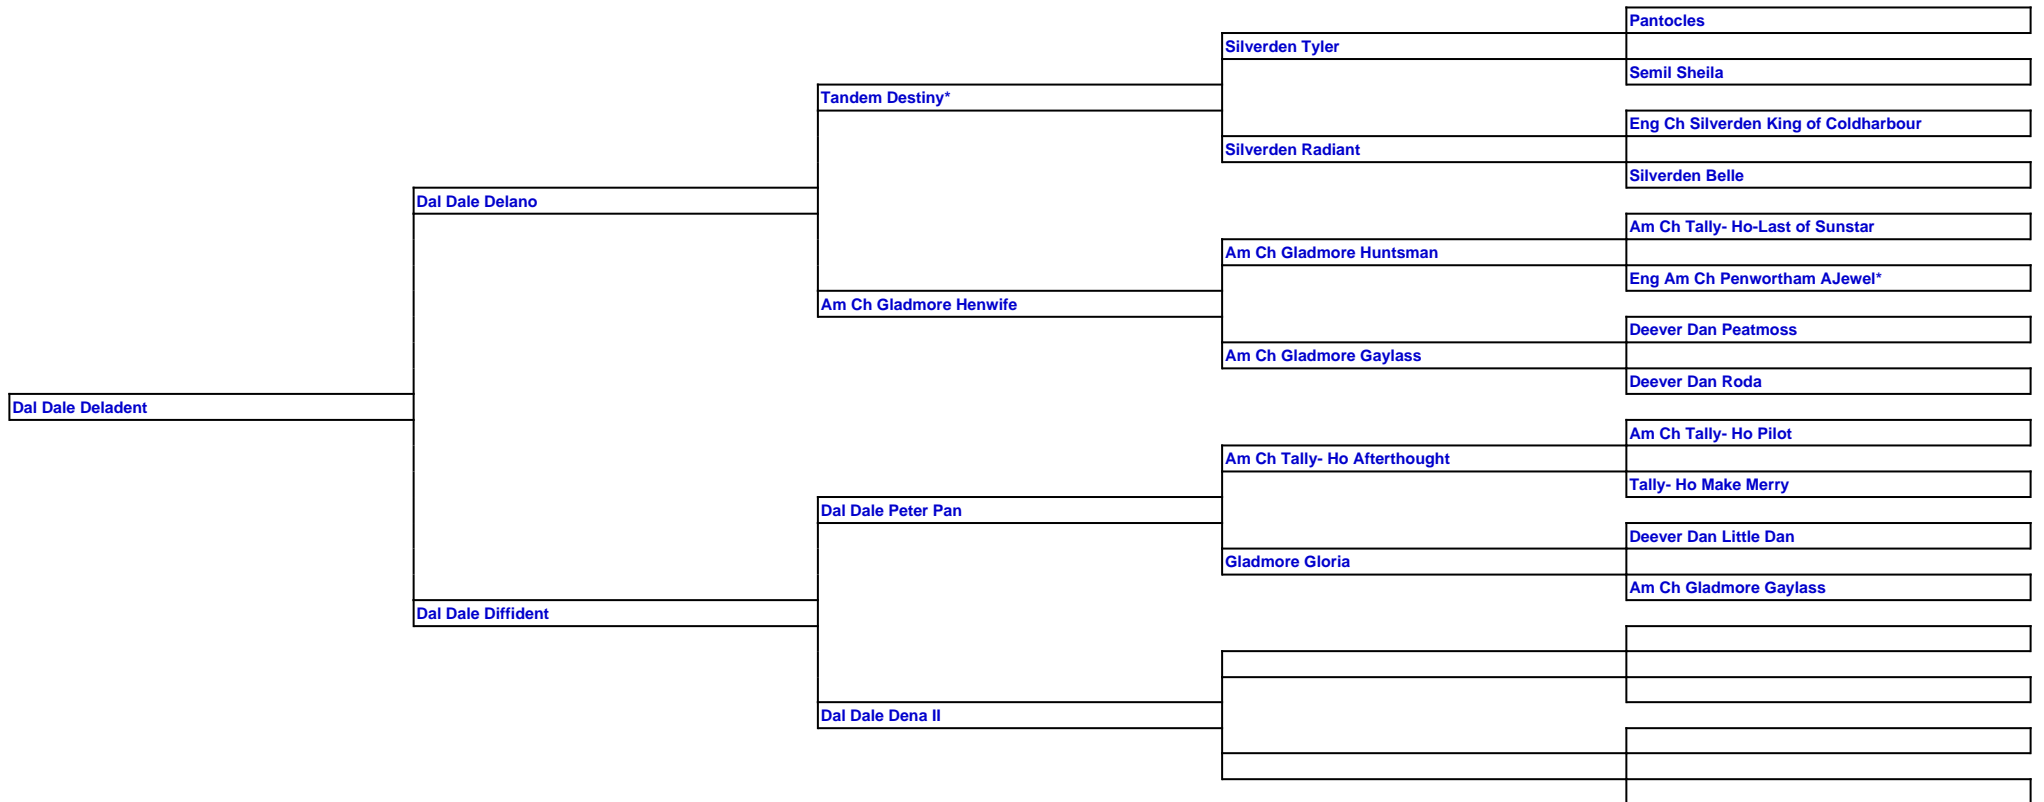 Pantocles
Silverden Tyler
Semil Sheila
Tandem Destiny*
Eng Ch Silverden King of Coldharbour
Silverden Radiant
Silverden Belle
Dal Dale Delano
Am Ch Tally- Ho-Last of Sunstar
Am Ch Gladmore Huntsman
Eng Am Ch Penwortham AJewel*
Am Ch Gladmore Henwife
Deever Dan Peatmoss
Am Ch Gladmore Gaylass
Deever Dan Roda
Dal Dale Deladent
Am Ch Tally- Ho Pilot
Am Ch Tally- Ho Afterthought
Tally- Ho Make Merry
Dal Dale Peter Pan
Deever Dan Little Dan
Gladmore Gloria
Am Ch Gladmore Gaylass
Dal Dale Diffident
Dal Dale Dena II